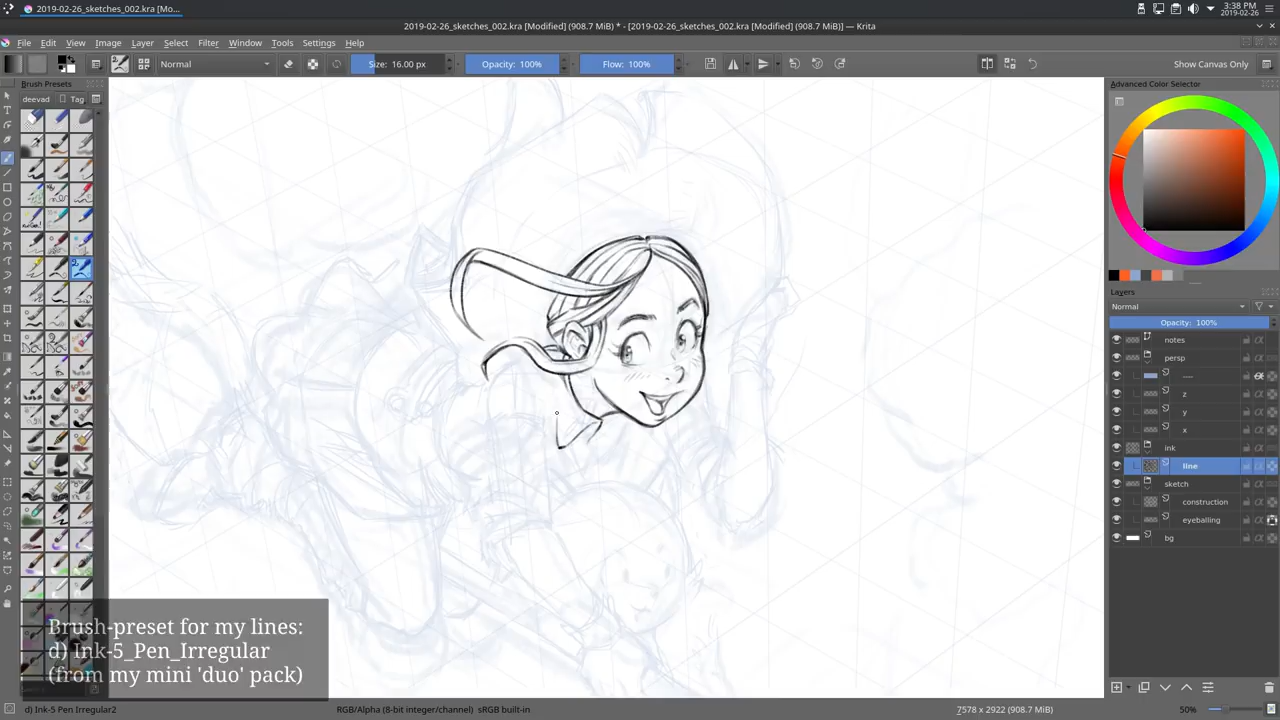 2019-02-26_sketches_002.kra [Modified] (908.7 MiB) * - [Mo...
3:38 PM
2019-02-26
2019-02-26_sketches_002.kra [Modified] (908.7 MiB) * - [2019-02-26_sketches_002.kra [Modified] (908.7 MiB)] — Krita
File Edit View Image Layer Select Filter Window Tools Settings Help
Normal Size: 16.00 px Opacity: 100% Flow: 100% Show Canvas Only
Brush Presets
deevad Tag
Advanced Color Selector
Layers
Normal
Opacity: 100%
notes
persp
----
z
y
x
ink
line
sketch
construction
eyeballing
bg
Brush-preset for my lines:
d) Ink-5_Pen_Irregular
(from my mini 'duo' pack)
d) Ink-5 Pen Irregular2 RGB/Alpha (8-bit integer/channel) sRGB built-in 7578 x 2922 (908.7 MiB) 50%